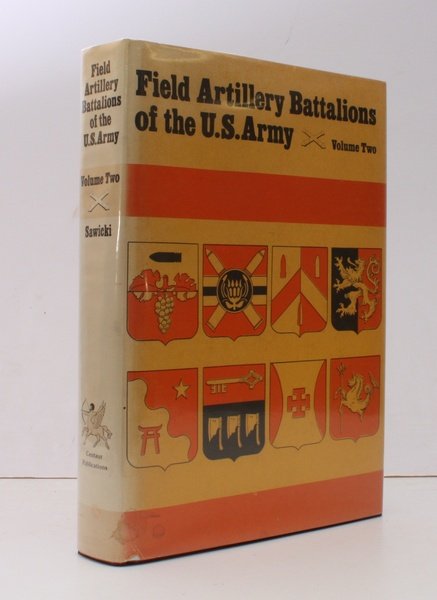 Field
Artillery
Battalions
of the
U.S. Army
Volume Two
Sawicki
Centaur
Publications
Field Artillery Battalions
of the U.S. Army
Volume Two